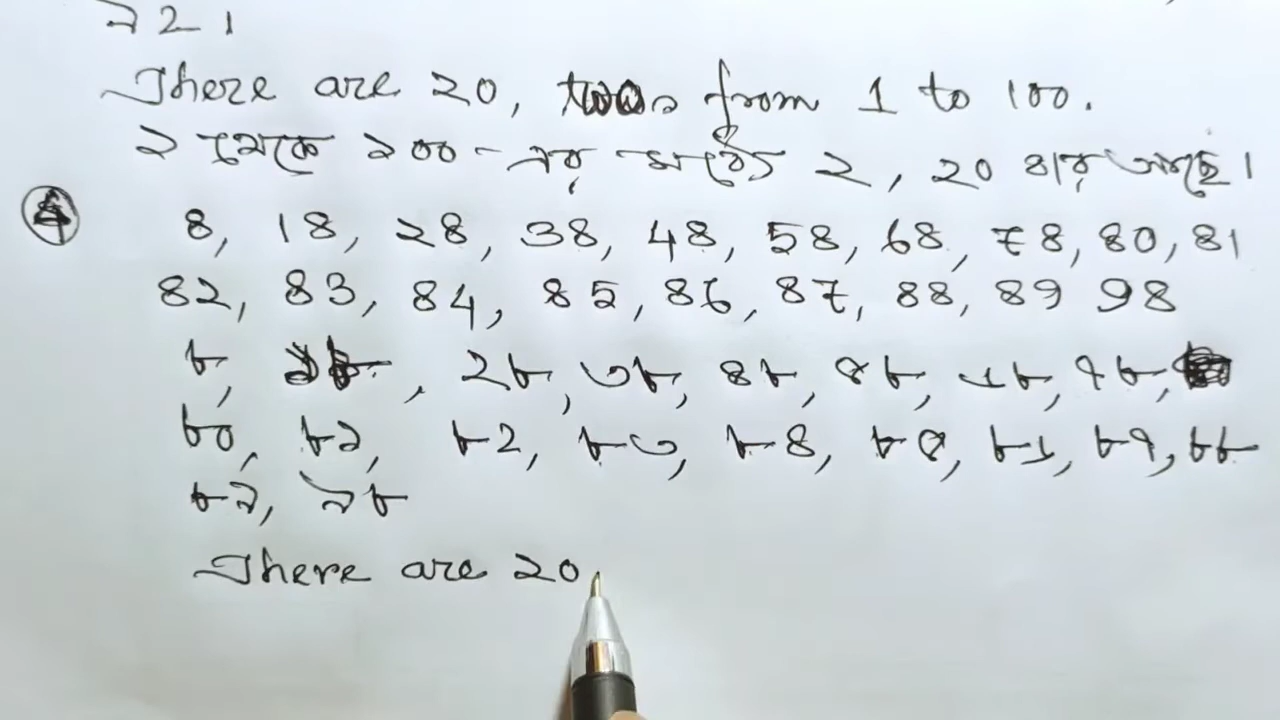 ৯২।
There are 20, twos from 1 to 100.
১ থেকে ১০০-এর মধ্যে ২, ২০ বার আছে।
④ 8, 18, 28, 38, 48, 58, 68, 78, 80, 81
82, 83, 84, 85, 86, 87, 88, 89 98
৮, ১৮, ২৮, ৩৮, ৪৮, ৫৮, ৬৮, ৭৮,
৮০, ৮১, ৮২, ৮৩, ৮৪, ৮৫, ৮৬, ৮৭, ৮৮
৮৯, ৯৮
There are 20